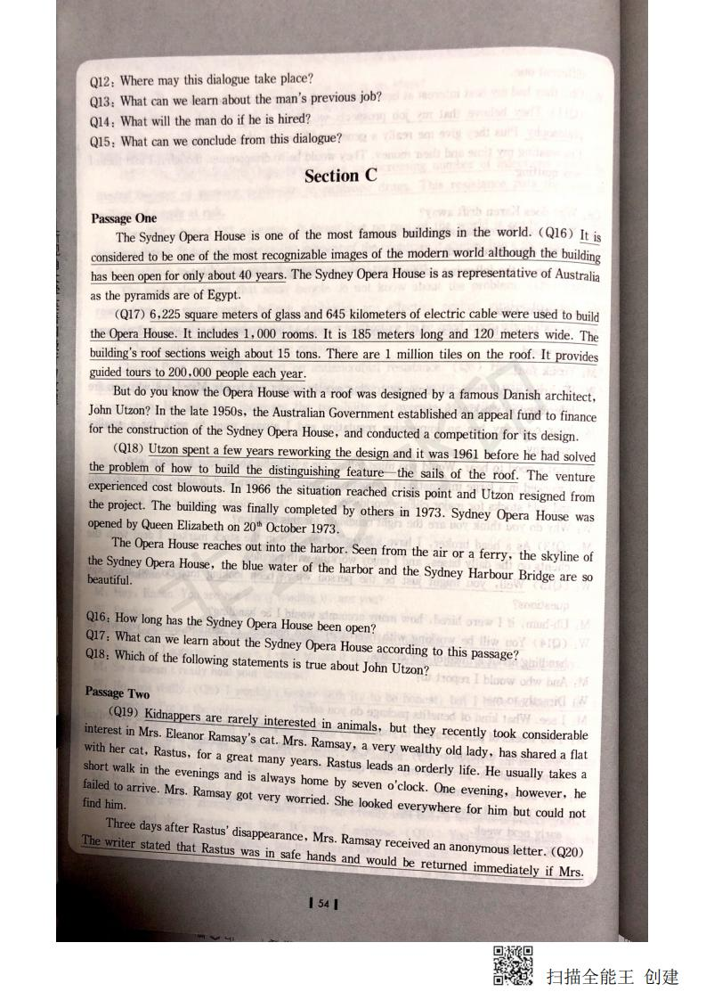 Q12: Where may this dialogue take place?
Q13: What can we learn about the man's previous job?
Q14: What will the man do if he is hired?
Q15: What can we conclude from this dialogue?
Section C
Passage One
The Sydney Opera House is one of the most famous buildings in the world. (Q16) It is
considered to be one of the most recognizable images of the modern world although the building
has been open for only about 40 years. The Sydney Opera House is as representative of Australia
as the pyramids are of Egypt.
(Q17) 6,225 square meters of glass and 645 kilometers of electric cable were used to build
the Opera House. It includes 1,000 rooms. It is 185 meters long and 120 meters wide. The
building's roof sections weigh about 15 tons. There are 1 million tiles on the roof. It provides
guided tours to 200,000 people each year.
But do you know the Opera House with a roof was designed by a famous Danish architect,
John Utzon? In the late 1950s, the Australian Government established an appeal fund to finance
for the construction of the Sydney Opera House, and conducted a competition for its design.
(Q18) Utzon spent a few years reworking the design and it was 1961 before he had solved
the problem of how to build the distinguishing feature—the sails of the roof. The venture
experienced cost blowouts. In 1966 the situation reached crisis point and Utzon resigned from
the project. The building was finally completed by others in 1973. Sydney Opera House was
opened by Queen Elizabeth on 20th October 1973.
The Opera House reaches out into the harbor. Seen from the air or a ferry, the skyline of
the Sydney Opera House, the blue water of the harbor and the Sydney Harbour Bridge are so
beautiful.
Q16: How long has the Sydney Opera House been open?
Q17: What can we learn about the Sydney Opera House according to this passage?
Q18: Which of the following statements is true about John Utzon?
Passage Two
(Q19) Kidnappers are rarely interested in animals, but they recently took considerable
interest in Mrs. Eleanor Ramsay's cat. Mrs. Ramsay, a very wealthy old lady, has shared a flat
with her cat, Rastus, for a great many years. Rastus leads an orderly life. He usually takes a
short walk in the evenings and is always home by seven o'clock. One evening, however, he
failed to arrive. Mrs. Ramsay got very worried. She looked everywhere for him but could not
find him.
Three days after Rastus' disappearance, Mrs. Ramsay received an anonymous letter. (Q20)
The writer stated that Rastus was in safe hands and would be returned immediately if Mrs.
54
扫描全能王 创建